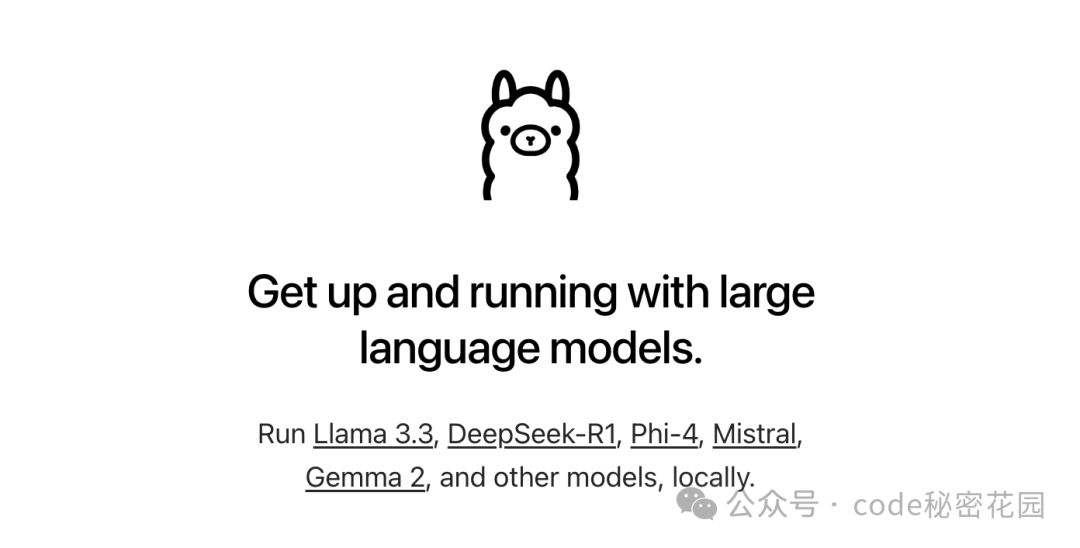 Get up and running with large
language models.
Run Llama 3.3, DeepSeek-R1, Phi-4, Mistral,
Gemma 2, and other models, locally.
公众号 · code秘密花园